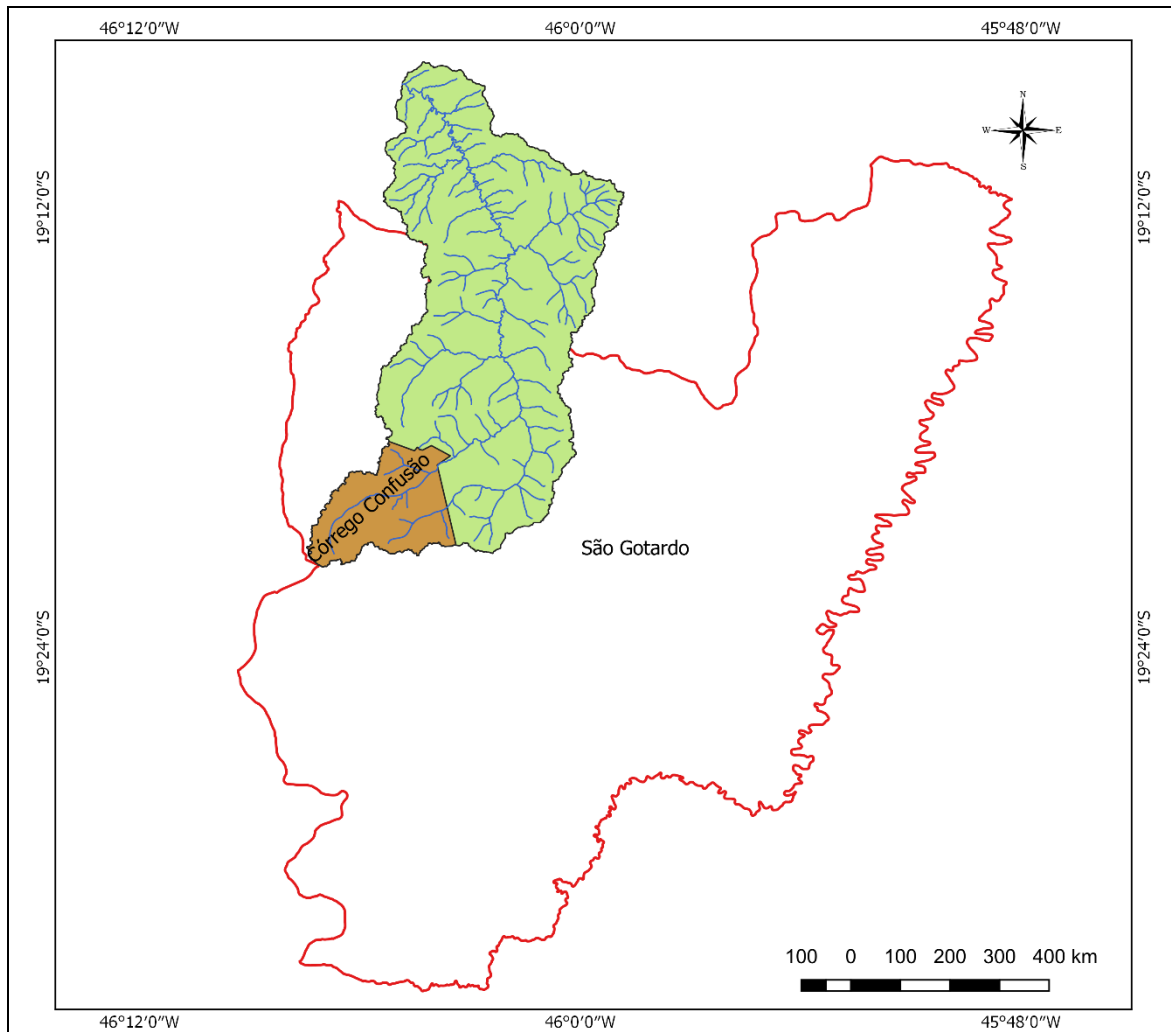 46°12′0″W 46°0′0″W 45°48′0″W
N
W E
S
19°12′0″S 19°12′0″S
Córrego Confusão
São Gotardo
19°24′0″S 19°24′0″S
100 0 100 200 300 400 km
46°12′0″W 46°0′0″W 45°48′0″W